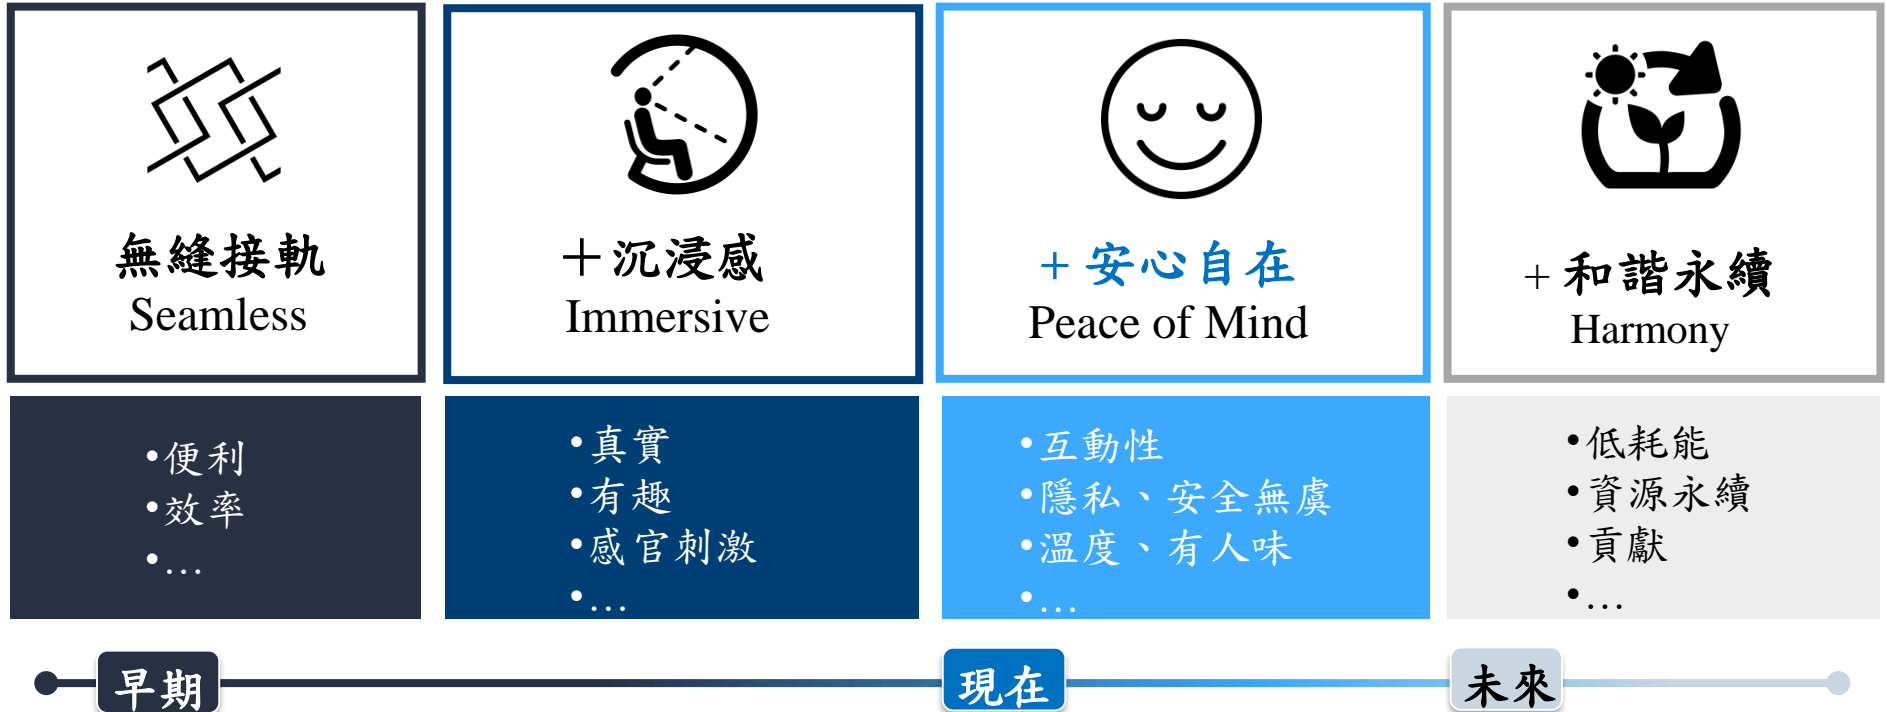 無縫接軌
Seamless
＋沉浸感
Immersive
+ 安心自在
Peace of Mind
+ 和諧永續
Harmony
•便利
•效率
•…
•真實
•有趣
•感官刺激
•…
•互動性
•隱私、安全無虞
•溫度、有人味
•…
•低耗能
•資源永續
•貢獻
•…
早期
現在
未來